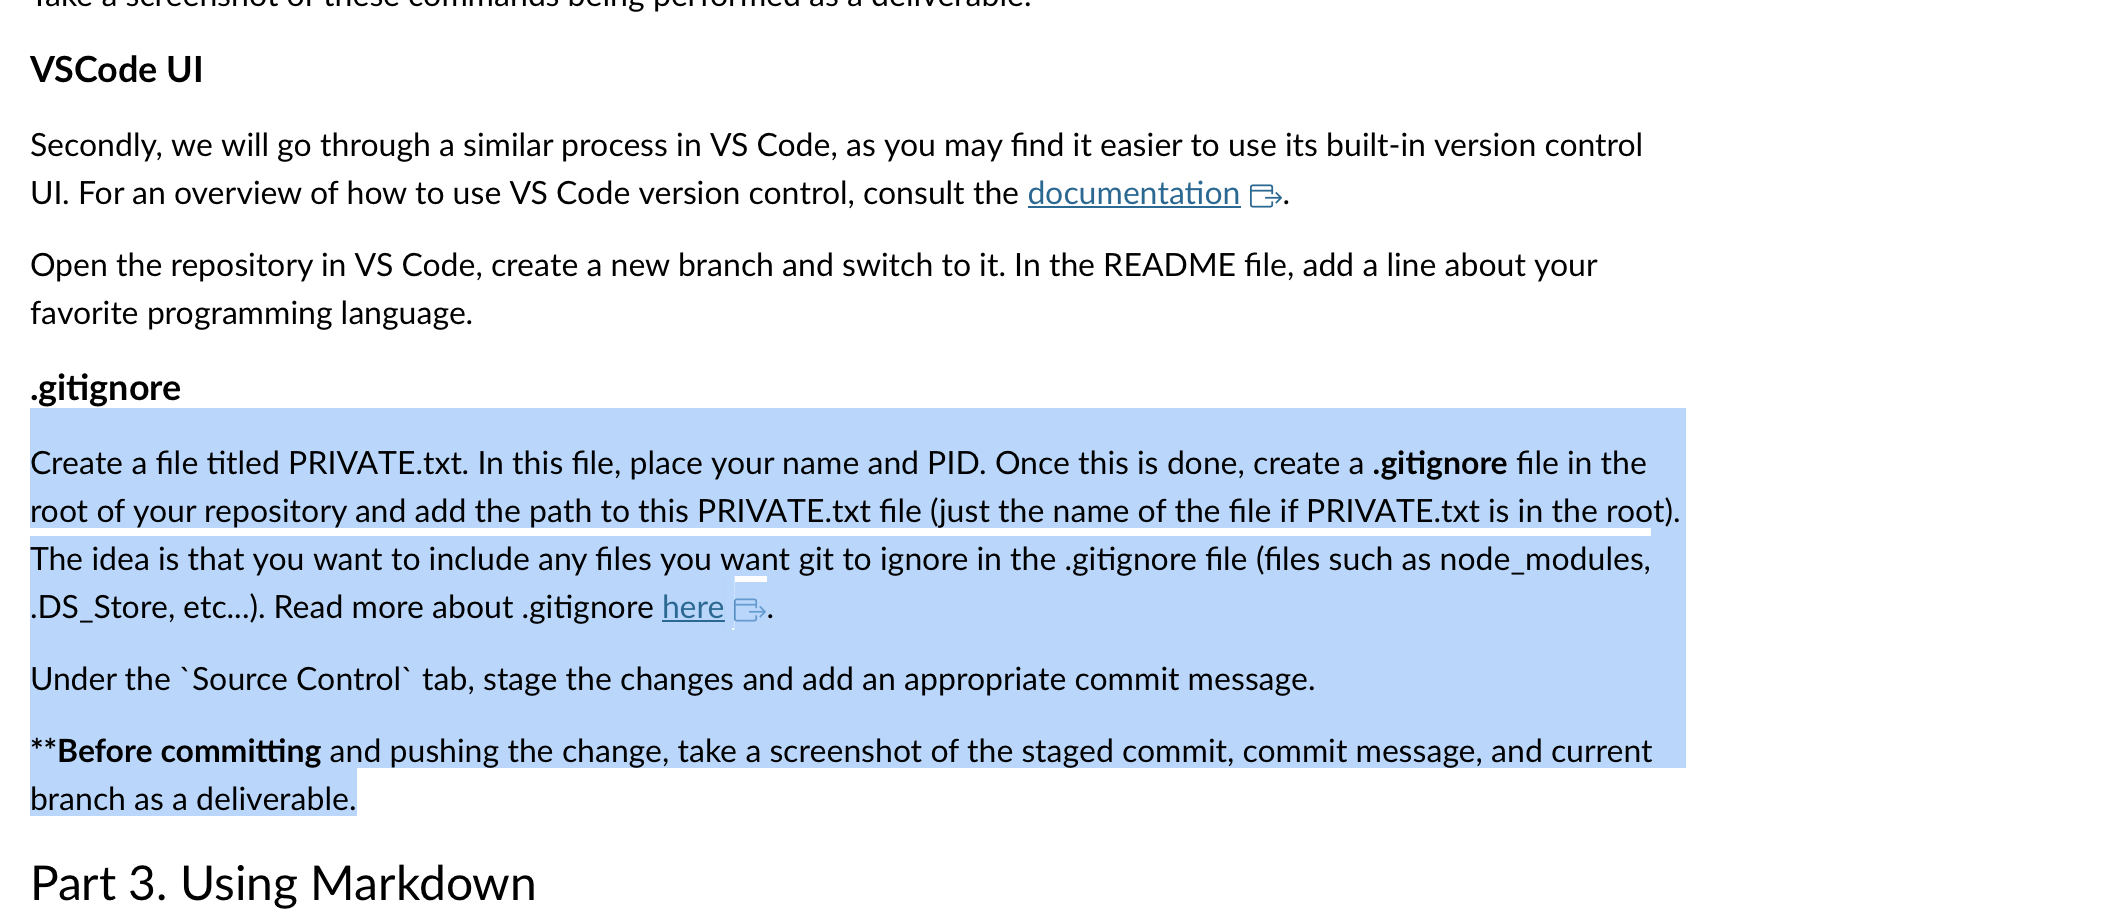 Take a screenshot of these commands being performed as a deliverable.
VSCode UI
Secondly, we will go through a similar process in VS Code, as you may find it easier to use its built-in version control
UI. For an overview of how to use VS Code version control, consult the documentation.
Open the repository in VS Code, create a new branch and switch to it. In the README file, add a line about your
favorite programming language.
.gitignore
Create a file titled PRIVATE.txt. In this file, place your name and PID. Once this is done, create a .gitignore file in the
root of your repository and add the path to this PRIVATE.txt file (just the name of the file if PRIVATE.txt is in the root).
The idea is that you want to include any files you want git to ignore in the .gitignore file (files such as node_modules,
.DS_Store, etc...). Read more about .gitignore here.
Under the `Source Control` tab, stage the changes and add an appropriate commit message.
**Before committing and pushing the change, take a screenshot of the staged commit, commit message, and current
branch as a deliverable.
Part 3. Using Markdown